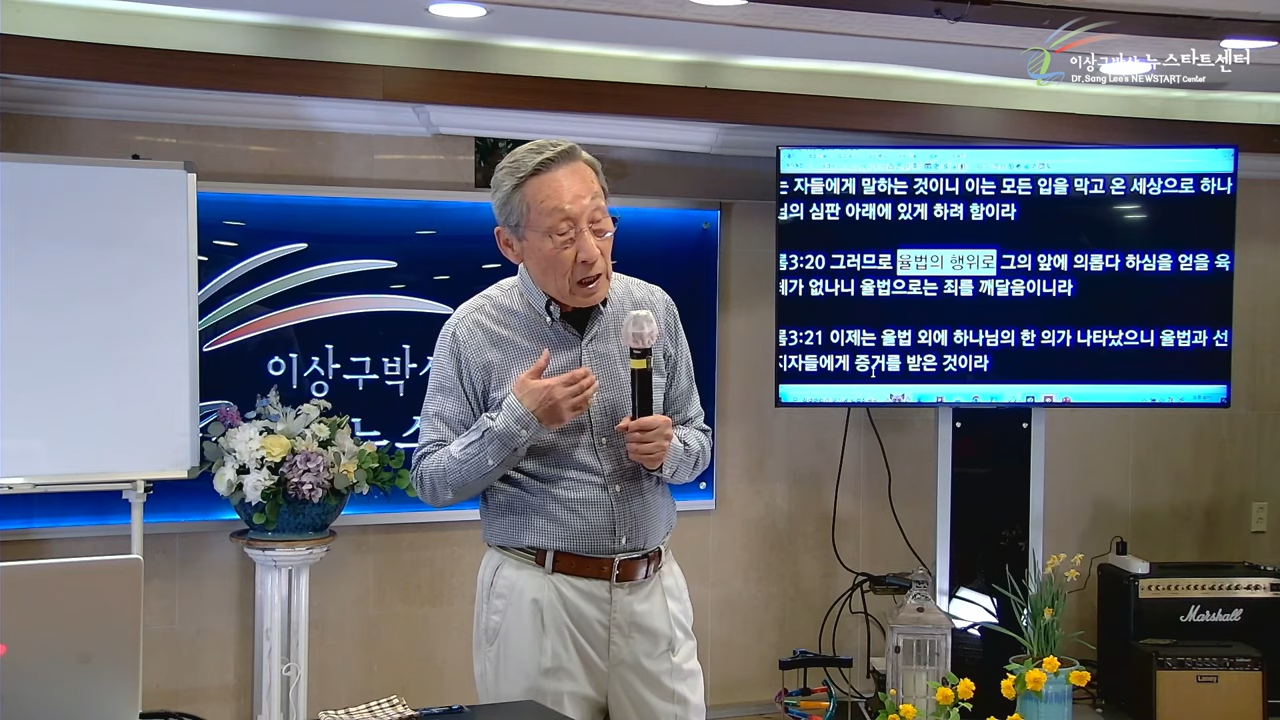 이상구박사 뉴스타트센터
Dr. Sang Lee's NEWSTART Center
자들에게 말하는 것이니 이는 모든 입을 막고 온 세상으로 하나
님의 심판 아래에 있게 하려 함이라
롬3:20 그러므로 율법의 행위로 그의 앞에 의롭다 하심을 얻을 육
체가 없나니 율법으로는 죄를 깨달음이니라
롬3:21 이제는 율법 외에 하나님의 한 의가 나타났으니 율법과 선
지자들에게 증거를 받은 것이라
이상구박사
뉴스
Marshall
Laney